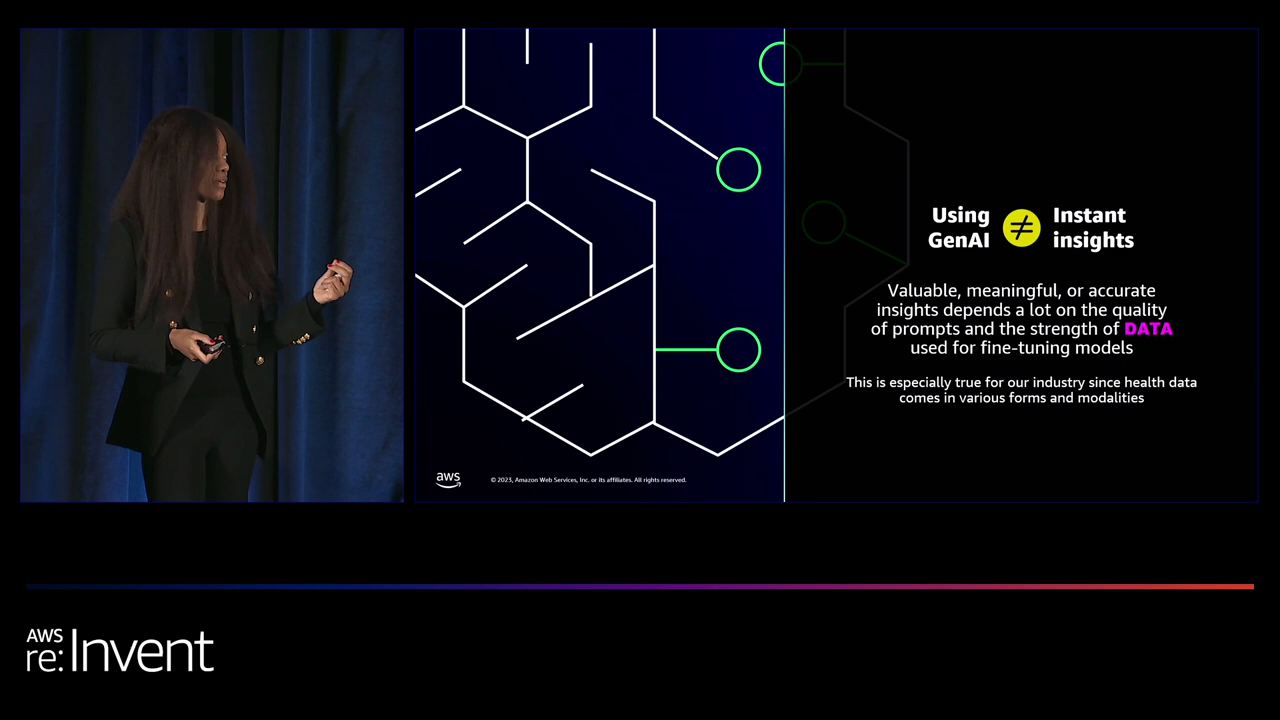 Using
GenAI
≠
Instant
insights
Valuable, meaningful, or accurate
insights depends a lot on the quality
of prompts and the strength of DATA
used for fine-tuning models
This is especially true for our industry since health data
comes in various forms and modalities
aws
© 2023, Amazon Web Services, Inc. or its affiliates. All rights reserved.
AWS
re:Invent